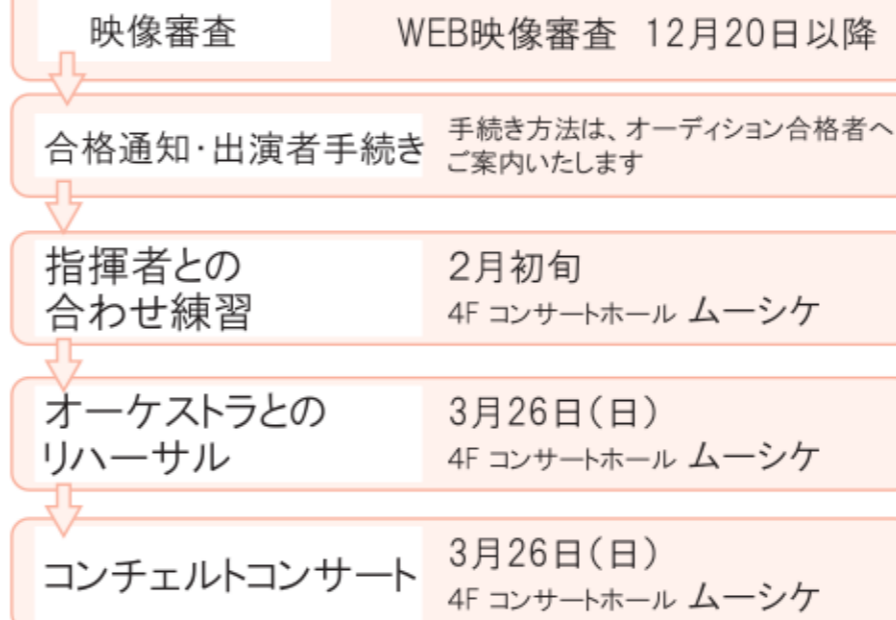 映像審査
WEB映像審査 12月20日以降
合格通知・出演者手続き
手続き方法は、オーディション合格者へ
ご案内いたします
指揮者との
合わせ練習
2月初旬
4F コンサートホール ムーシケ
オーケストラとの
リハーサル
3月26日(日)
4F コンサートホール ムーシケ
コンチェルトコンサート
3月26日(日)
4F コンサートホール ムーシケ